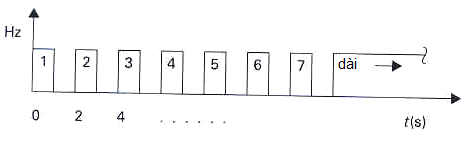 Hz
1 2 3 4 5 6 7 dài
0 2 4 . . . . . . t(s)